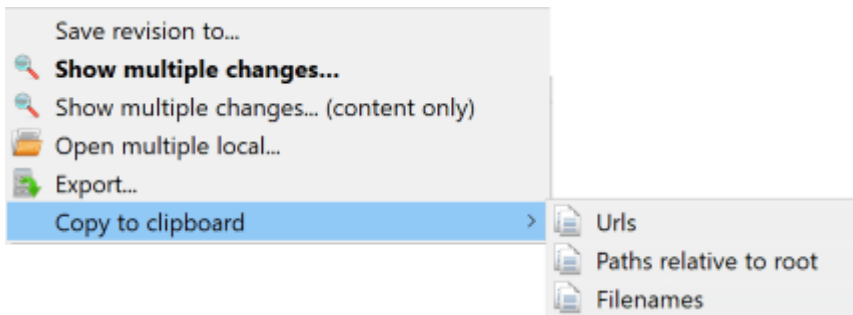 Save revision to...
Show multiple changes...
Show multiple changes... (content only)
Open multiple local...
Export...
Copy to clipboard
Urls
Paths relative to root
Filenames